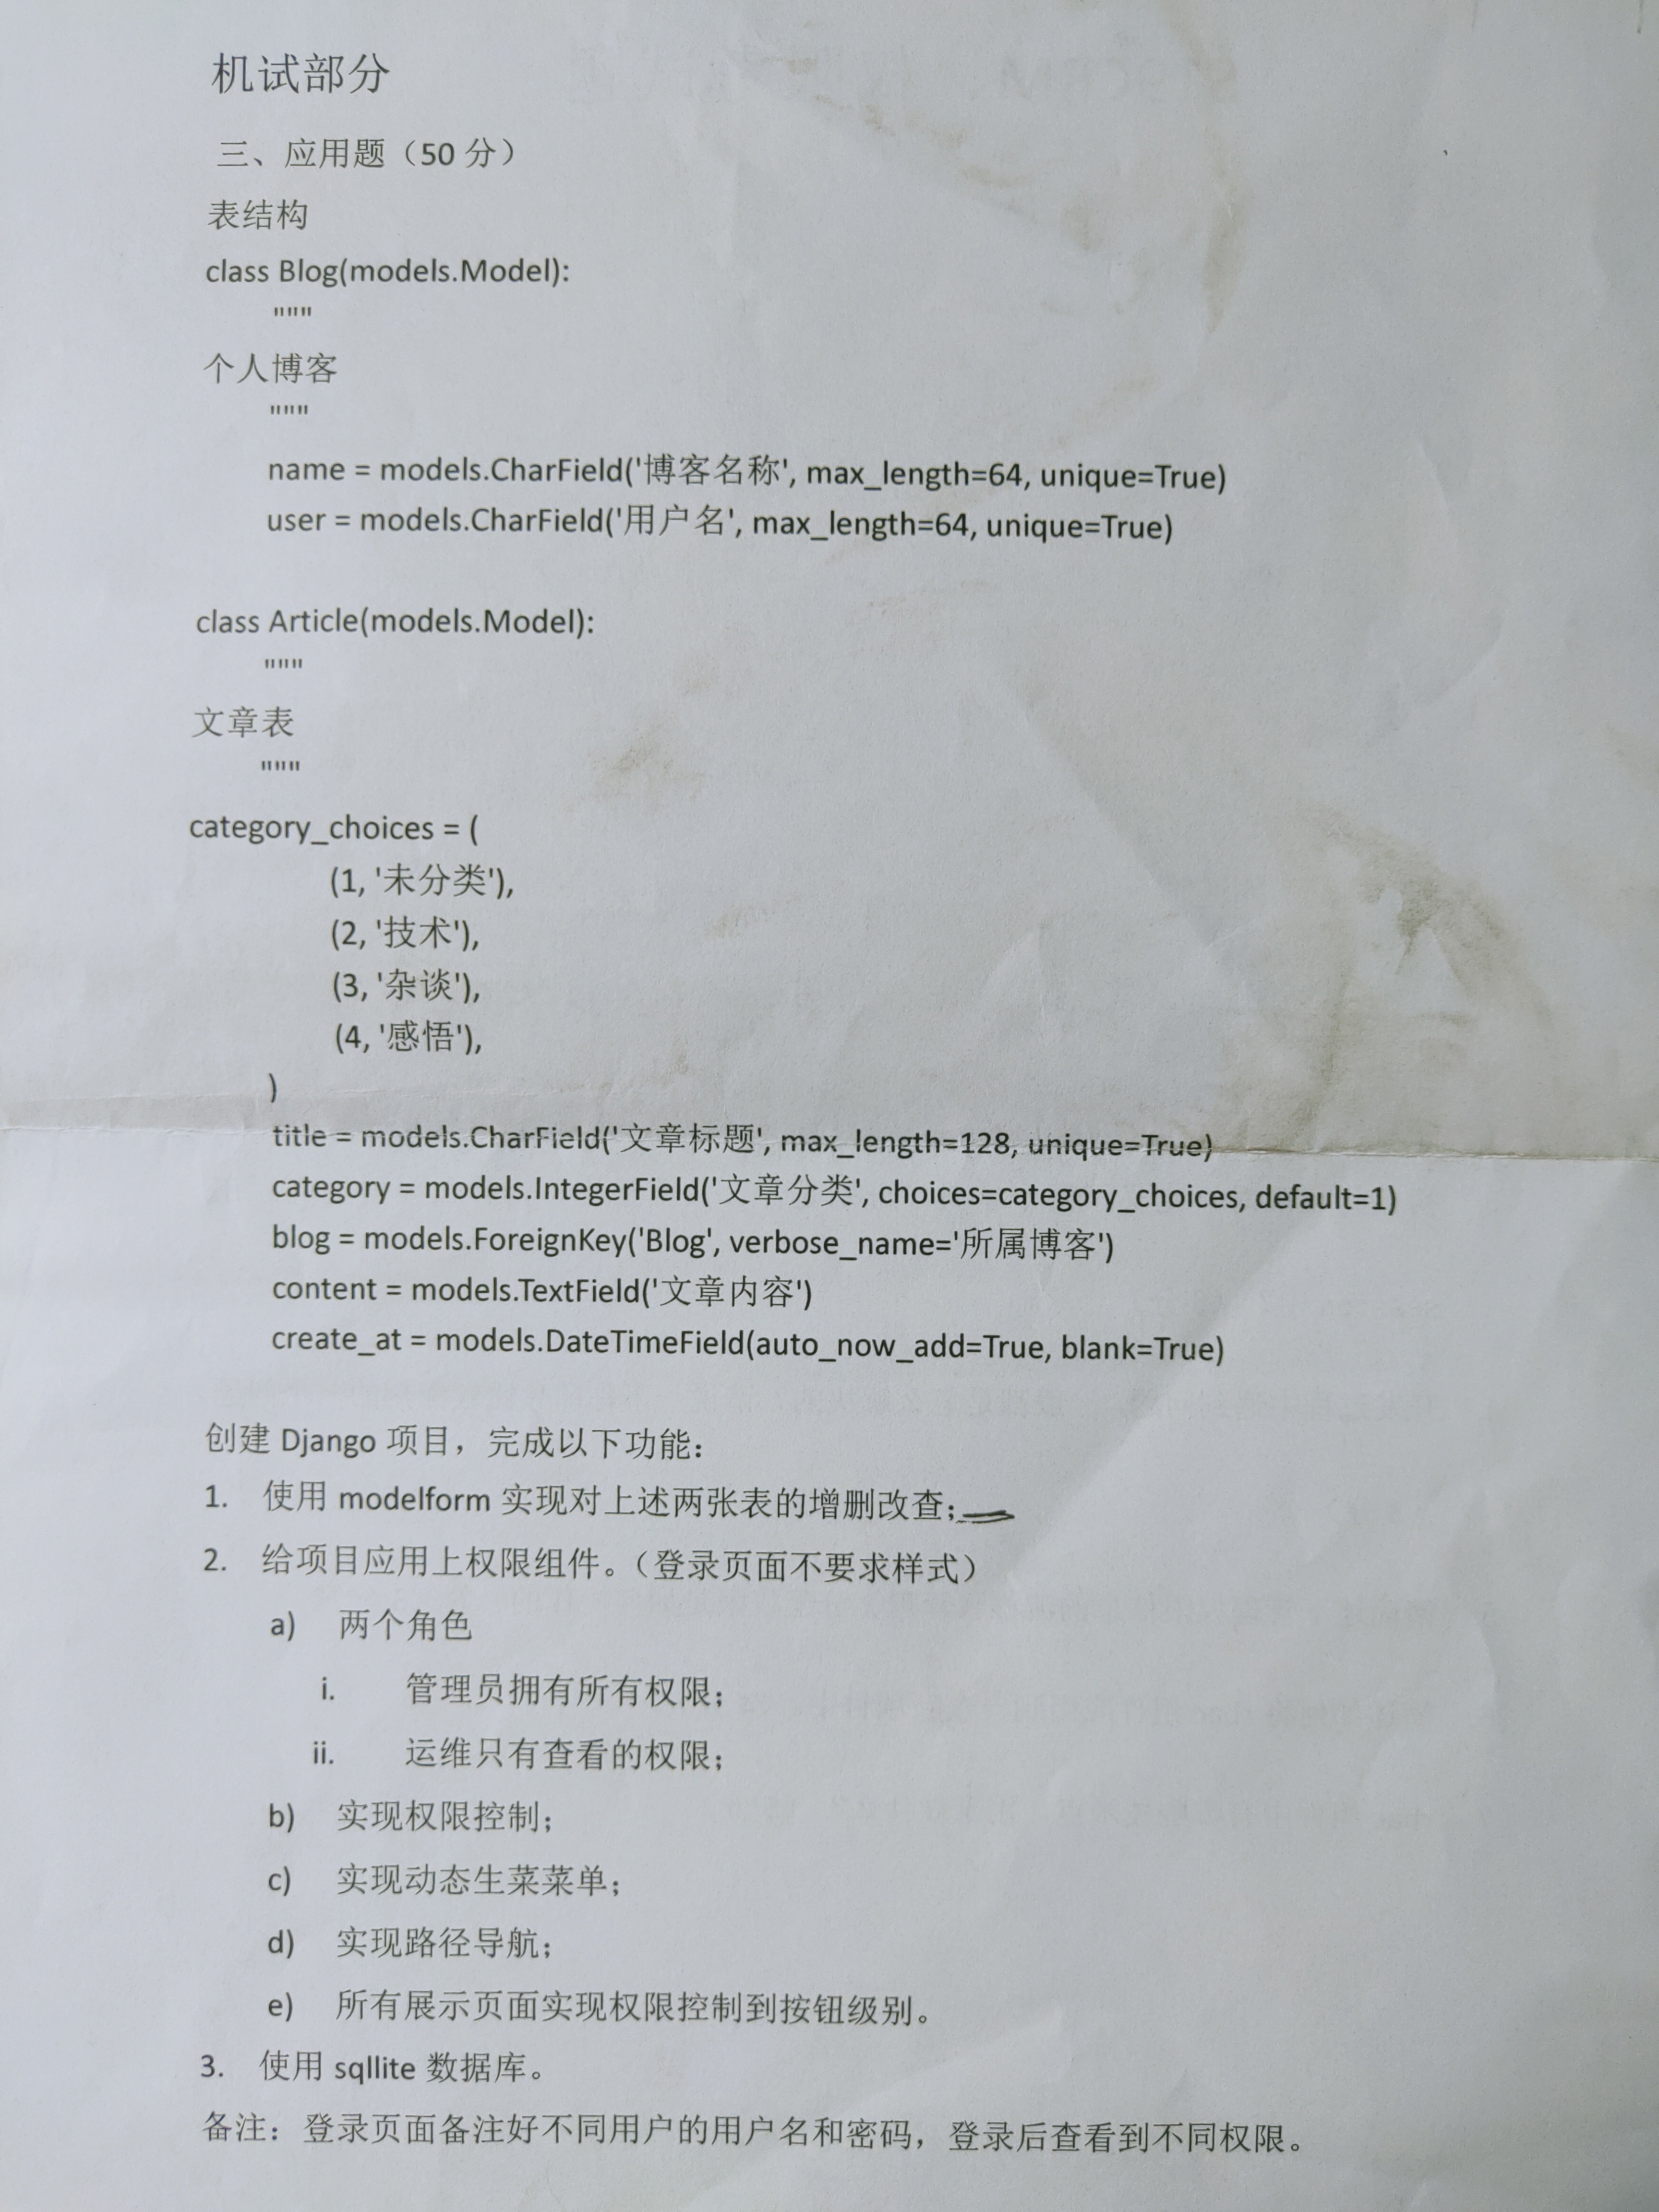 机试部分
三、应用题（50 分）
表结构
class Blog(models.Model):
"""
个人博客
"""
name = models.CharField('博客名称', max_length=64, unique=True)
user = models.CharField('用户名', max_length=64, unique=True)
class Article(models.Model):
"""
文章表
"""
category_choices = (
(1, '未分类'),
(2, '技术'),
(3, '杂谈'),
(4, '感悟'),
)
title = models.CharField('文章标题', max_length=128, unique=True)
category = models.IntegerField('文章分类', choices=category_choices, default=1)
blog = models.ForeignKey('Blog', verbose_name='所属博客')
content = models.TextField('文章内容')
create_at = models.DateTimeField(auto_now_add=True, blank=True)
创建 Django 项目，完成以下功能：
1. 使用 modelform 实现对上述两张表的增删改查；
2. 给项目应用上权限组件。（登录页面不要求样式）
a) 两个角色
i. 管理员拥有所有权限；
ii. 运维只有查看的权限；
b) 实现权限控制；
c) 实现动态生菜菜单；
d) 实现路径导航；
e) 所有展示页面实现权限控制到按钮级别。
3. 使用 sqllite 数据库。
备注：登录页面备注好不同用户的用户名和密码，登录后查看到不同权限。